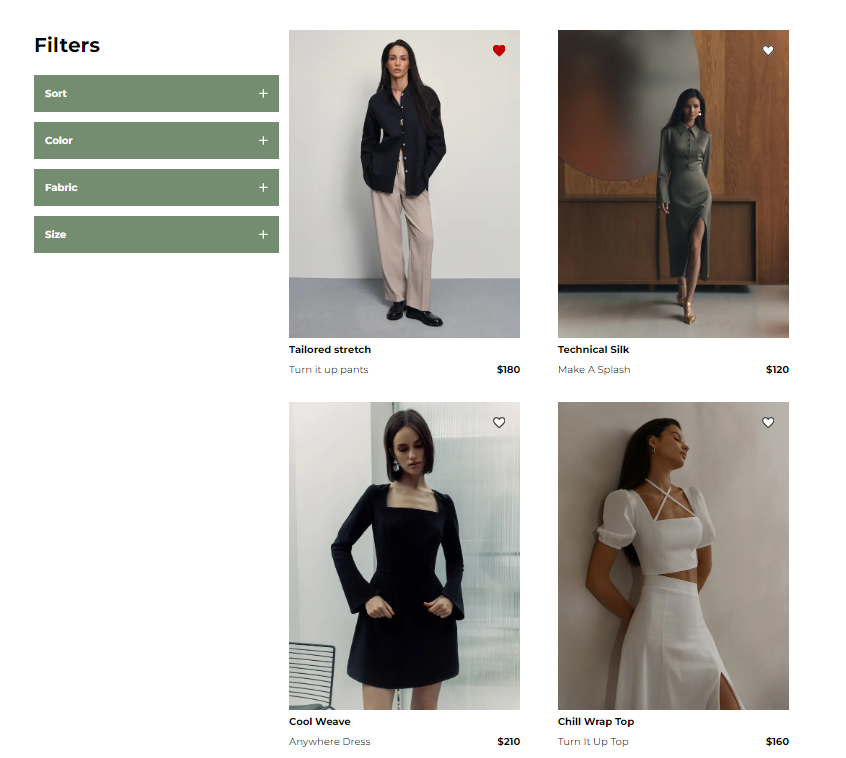 Filters
Sort
Color
Fabric
Size
Tailored stretch
Turn it up pants $180
Technical Silk
Make A Splash $120
Cool Weave
Anywhere Dress $210
Chill Wrap Top
Turn It Up Top $160